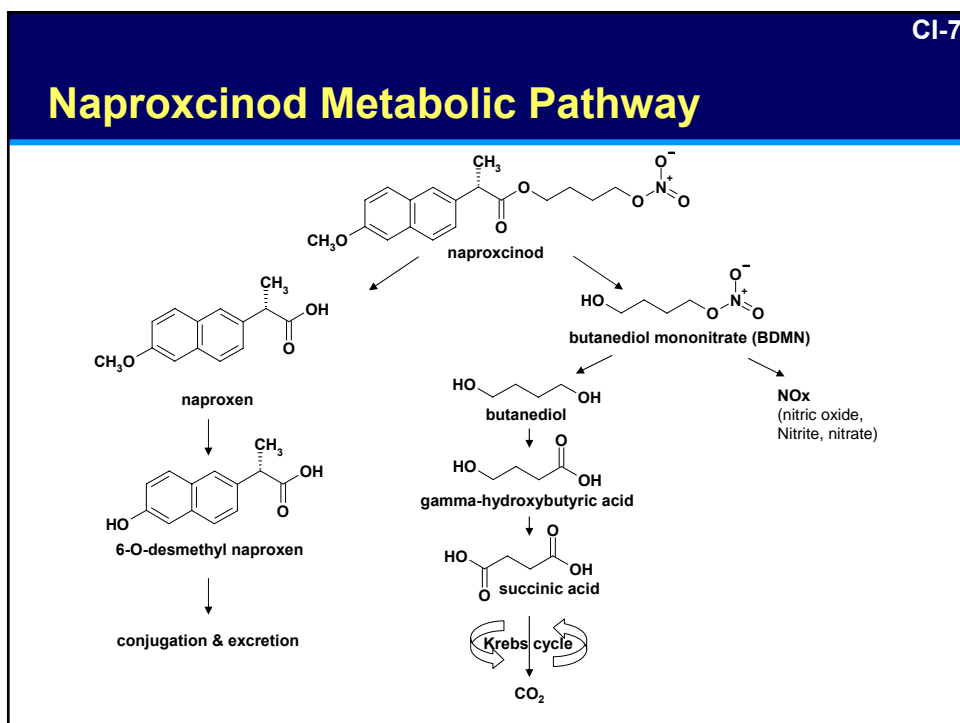 CI-7
Naproxcinod Metabolic Pathway
CH₃
O
O
CH₃O
O
N⁺
O⁻
O
naproxcinod
CH₃
OH
O
CH₃O
naproxen
HO
O
N⁺
O⁻
O
butanediol mononitrate (BDMN)
HO
OH
butanediol
NOx
(nitric oxide,
Nitrite, nitrate)
CH₃
OH
O
HO
6-O-desmethyl naproxen
HO
O
OH
gamma-hydroxybutyric acid
HO
O
O
OH
succinic acid
conjugation & excretion
Krebs cycle
CO₂